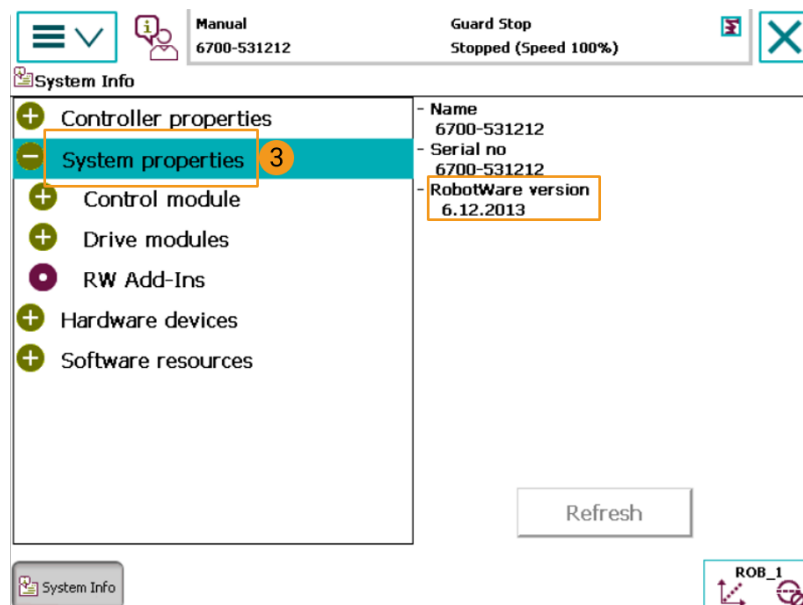 Manual
6700-531212
Guard Stop
Stopped (Speed 100%)
System Info
Controller properties
System properties 3
Control module
Drive modules
RW Add-Ins
Hardware devices
Software resources
- Name
6700-531212
- Serial no
6700-531212
- RobotWare version
6.12.2013
Refresh
System Info
ROB_1